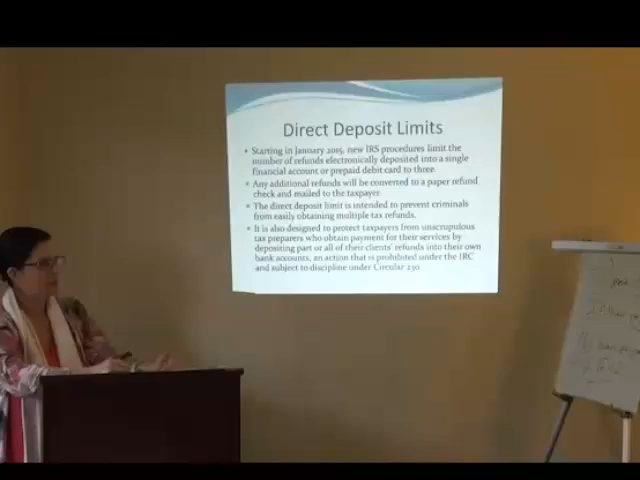 Direct Deposit Limits
• Starting in January 2015, new IRS procedures limit the
number of refunds electronically deposited into a single
financial account or prepaid debit card to three.
• Any additional refunds will be converted to a paper refund
check and mailed to the taxpayer.
• The direct deposit limit is intended to prevent criminals
from easily obtaining multiple tax refunds.
• It is also designed to protect taxpayers from unscrupulous
tax preparers who obtain payment for their services by
depositing part or all of their clients' refunds into their own
bank accounts, an action that is prohibited under the IRC
and subject to discipline under Circular 230